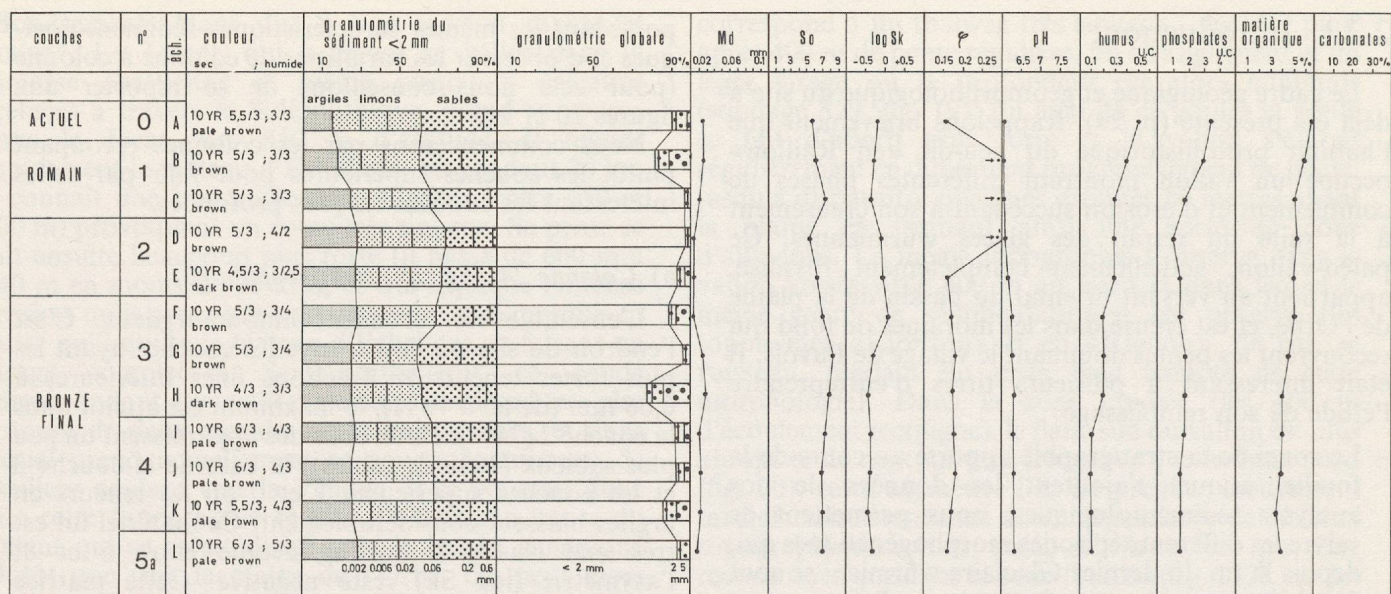 couches n° éch. couleur granulométrie du sédiment <2mm granulométrie globale Md So log Sk φ pH humus phosphates matière organique carbonates
sec ; humide 10 50 90% 10 50 90% mm 0,02 0,06 0,1 1 3 5 7 9 -0.5 0 +0,5 0.15 0.2 0.25 6,5 7 7,5 U.C. 0.1 0.3 0.5 U.C. 1 2 3 4 1 3 5% 10 20 30%
argiles limons sables
ACTUEL 0 A 10 YR 5,5/3 ; 3/3
pale brown
ROMAIN 1 B 10 YR 5/3 ; 3/3
brown
C 10 YR 5/3 ; 3/3
brown
2 D 10 YR 5/3 ; 4/2
brown
E 10 YR 4,5/3 ; 3/2,5
dark brown
BRONZE FINAL 3 F 10 YR 5/3 ; 3/4
brown
G 10 YR 5/3 ; 3/4
brown
H 10 YR 4/3 ; 3/3
dark brown
I 10 YR 6/3 ; 4/3
pale brown
4 J 10 YR 6/3 ; 4/3
pale brown
K 10 YR 5,5/3 ; 4/3
pale brown
5a L 10 YR 6/3 ; 5/3
pale brown
0,002 0,006 0,02 0,06 0,2 0,6 mm < 2 mm 2 5 mm